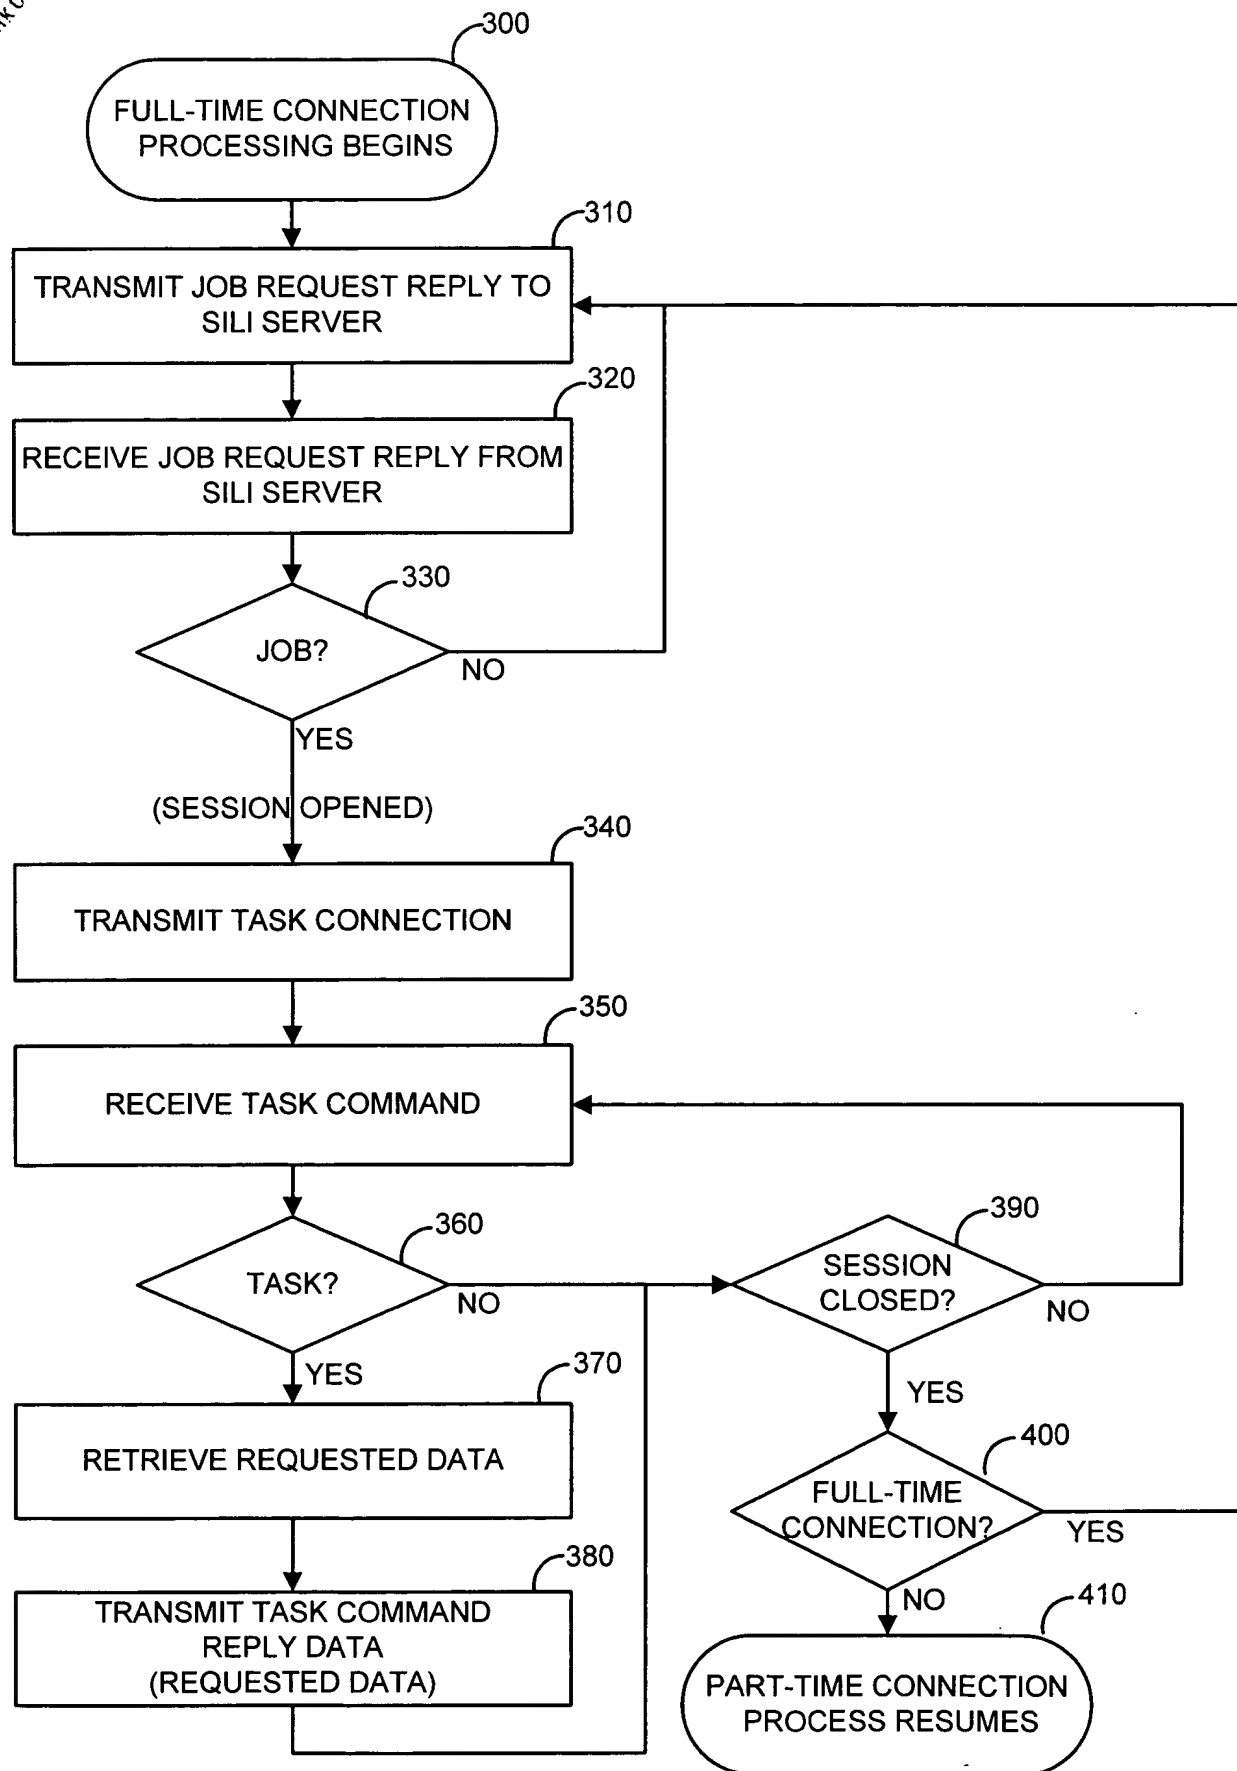 300
FULL-TIME CONNECTION
PROCESSING BEGINS
310
TRANSMIT JOB REQUEST REPLY TO
SILI SERVER
320
RECEIVE JOB REQUEST REPLY FROM
SILI SERVER
330
JOB?
NO
YES
(SESSION OPENED)
340
TRANSMIT TASK CONNECTION
350
RECEIVE TASK COMMAND
360
TASK?
NO
390
SESSION
CLOSED?
NO
YES
370
RETRIEVE REQUESTED DATA
YES
400
FULL-TIME
CONNECTION?
YES
380
TRANSMIT TASK COMMAND
REPLY DATA
(REQUESTED DATA)
NO
410
PART-TIME CONNECTION
PROCESS RESUMES